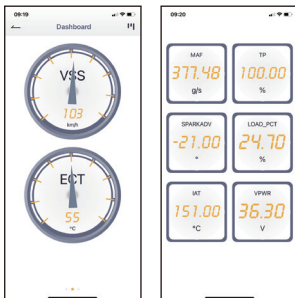 09:19
Dashboard
VSS
103
km/h
ECT
55
°C
09:20
MAF
377.48
g/s
TP
100.00
%
SPARKADV
-21.00
°
LOAD_PCT
24.70
%
IAT
151.00
°C
VPWR
36.30
V